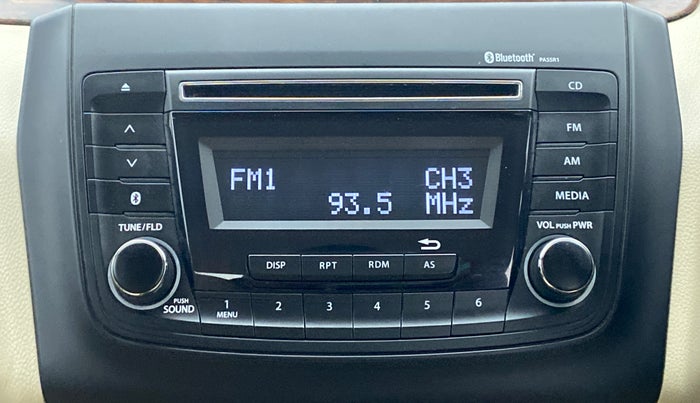 Bluetooth PA5SR1
CD
FM
AM
MEDIA
FM1 CH3
93.5 MHz
TUNE/FLD
VOL PUSH PWR
DISP RPT RDM AS
PUSH
SOUND
1 2 3 4 5 6
MENU